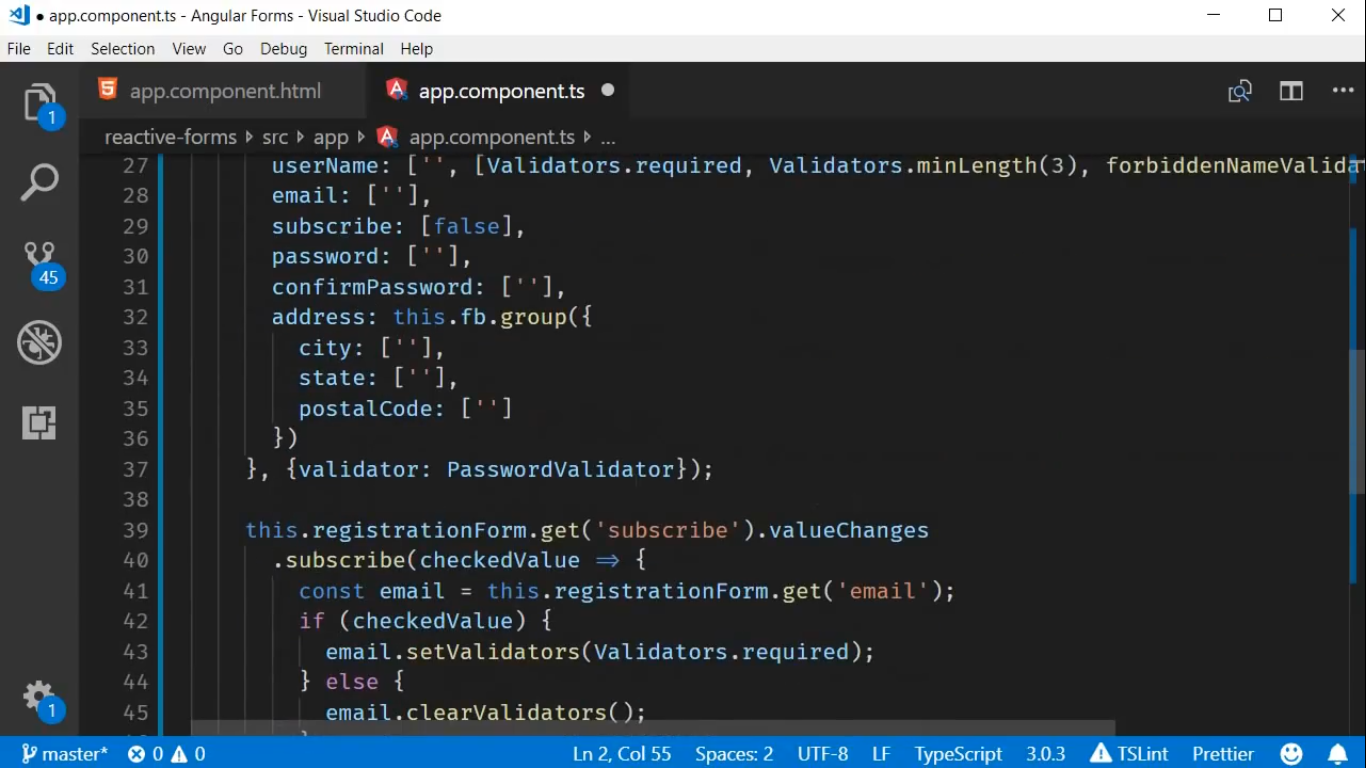 ● app.component.ts - Angular Forms - Visual Studio Code
File Edit Selection View Go Debug Terminal Help
1
app.component.html app.component.ts ●
reactive-forms src app app.component.ts ...
27 userName: ['', [Validators.required, Validators.minLength(3), forbiddenNameValida
28 email: [''],
29 subscribe: [false],
30 password: [''],
45
31 confirmPassword: [''],
32 address: this.fb.group({
33 city: [''],
34 state: [''],
35 postalCode: ['']
36 })
37 }, {validator: PasswordValidator});
38
39 this.registrationForm.get('subscribe').valueChanges
40 .subscribe(checkedValue => {
41 const email = this.registrationForm.get('email');
42 if (checkedValue) {
43 email.setValidators(Validators.required);
44 } else {
45 email.clearValidators();
1
master* 0 0 Ln 2, Col 55 Spaces: 2 UTF-8 LF TypeScript 3.0.3 TSLint Prettier